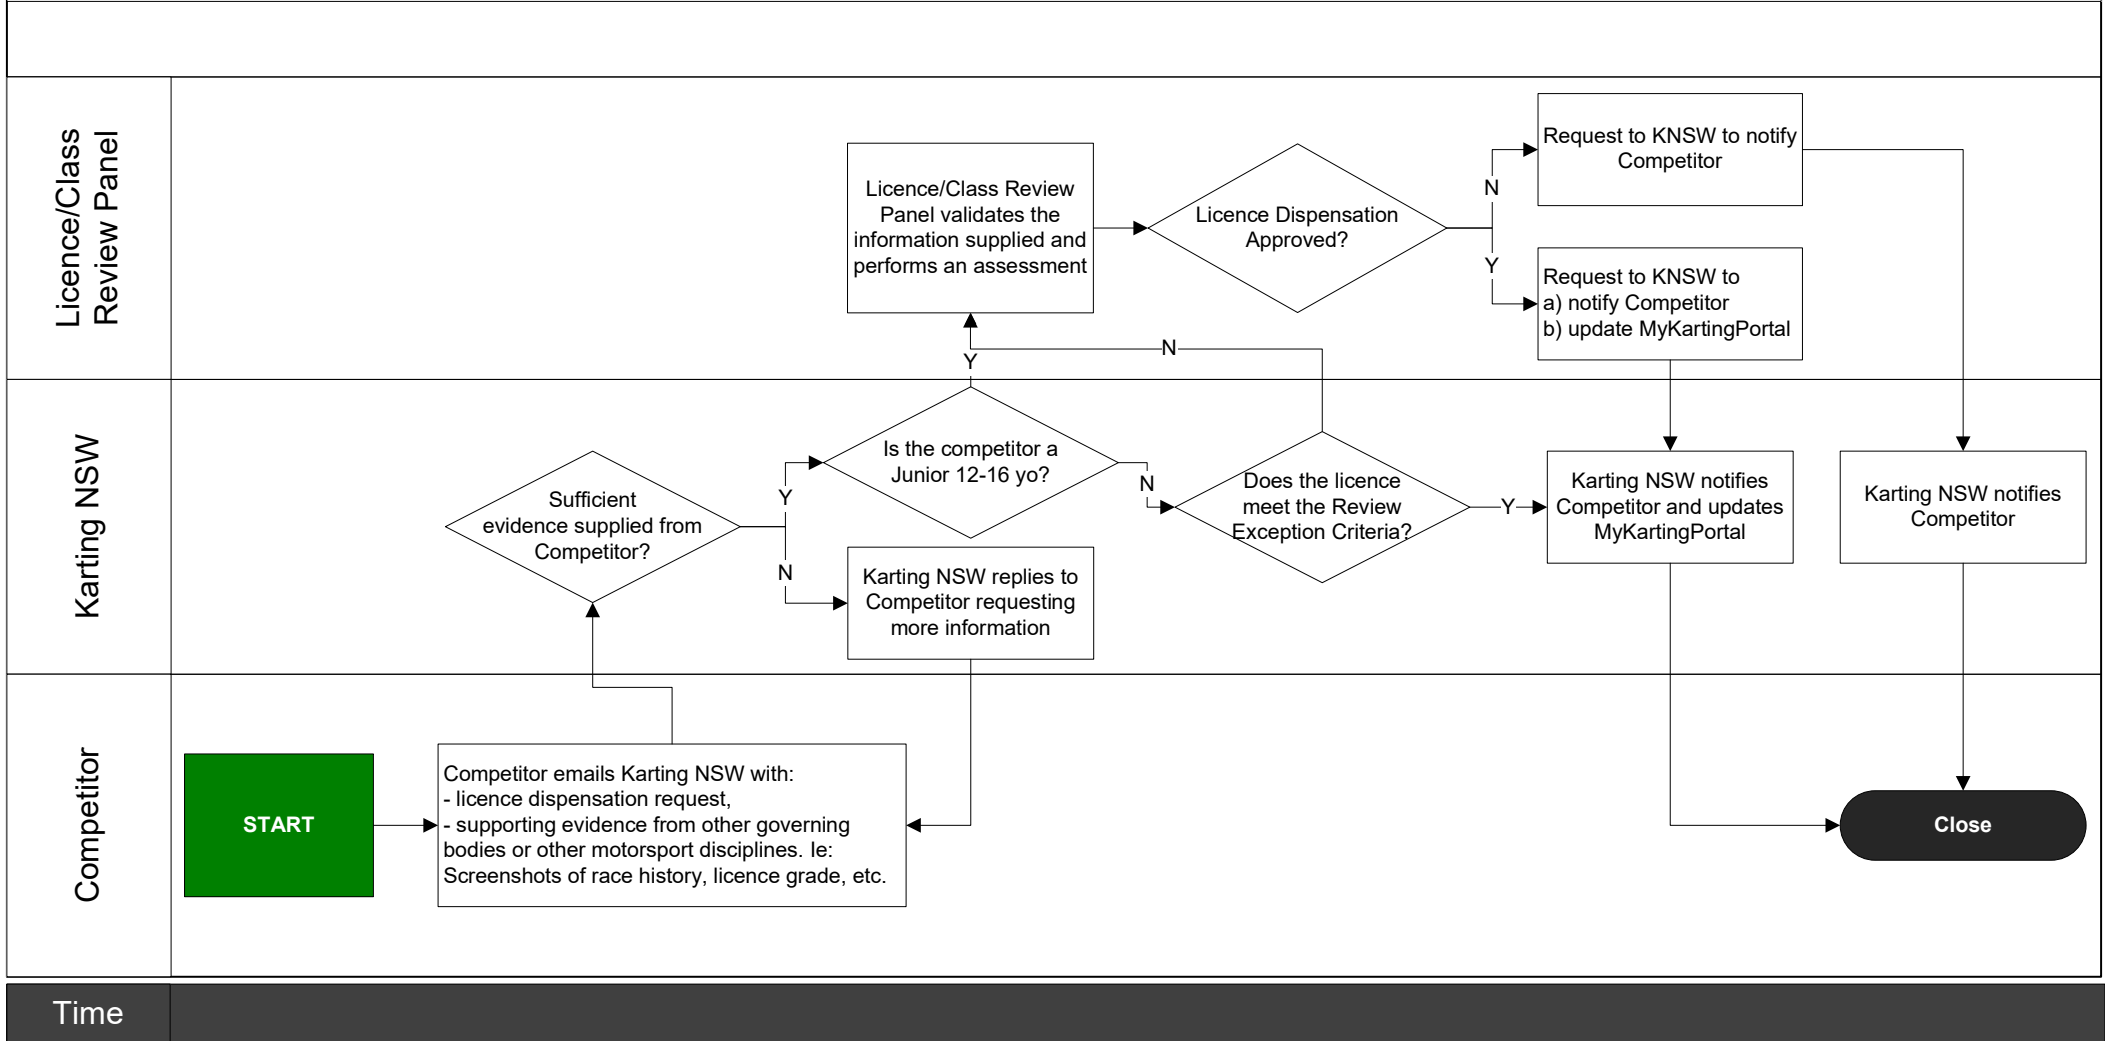 Licence/Class
Review Panel
Licence/Class Review
Panel validates the
information supplied and
performs an assessment
Licence Dispensation
Approved?
N
Y
Request to KNSW to notify
Competitor
Request to KNSW to
a) notify Competitor
b) update MyKartingPortal
Y
N
Karting NSW
Sufficient
evidence supplied from
Competitor?
Y
N
Is the competitor a
Junior 12-16 yo?
N
Karting NSW replies to
Competitor requesting
more information
Does the licence
meet the Review
Exception Criteria?
Y
Karting NSW notifies
Competitor and updates
MyKartingPortal
Karting NSW notifies
Competitor
Competitor
START
Competitor emails Karting NSW with:
- licence dispensation request,
- supporting evidence from other governing
bodies or other motorsport disciplines. Ie:
Screenshots of race history, licence grade, etc.
Close
Time